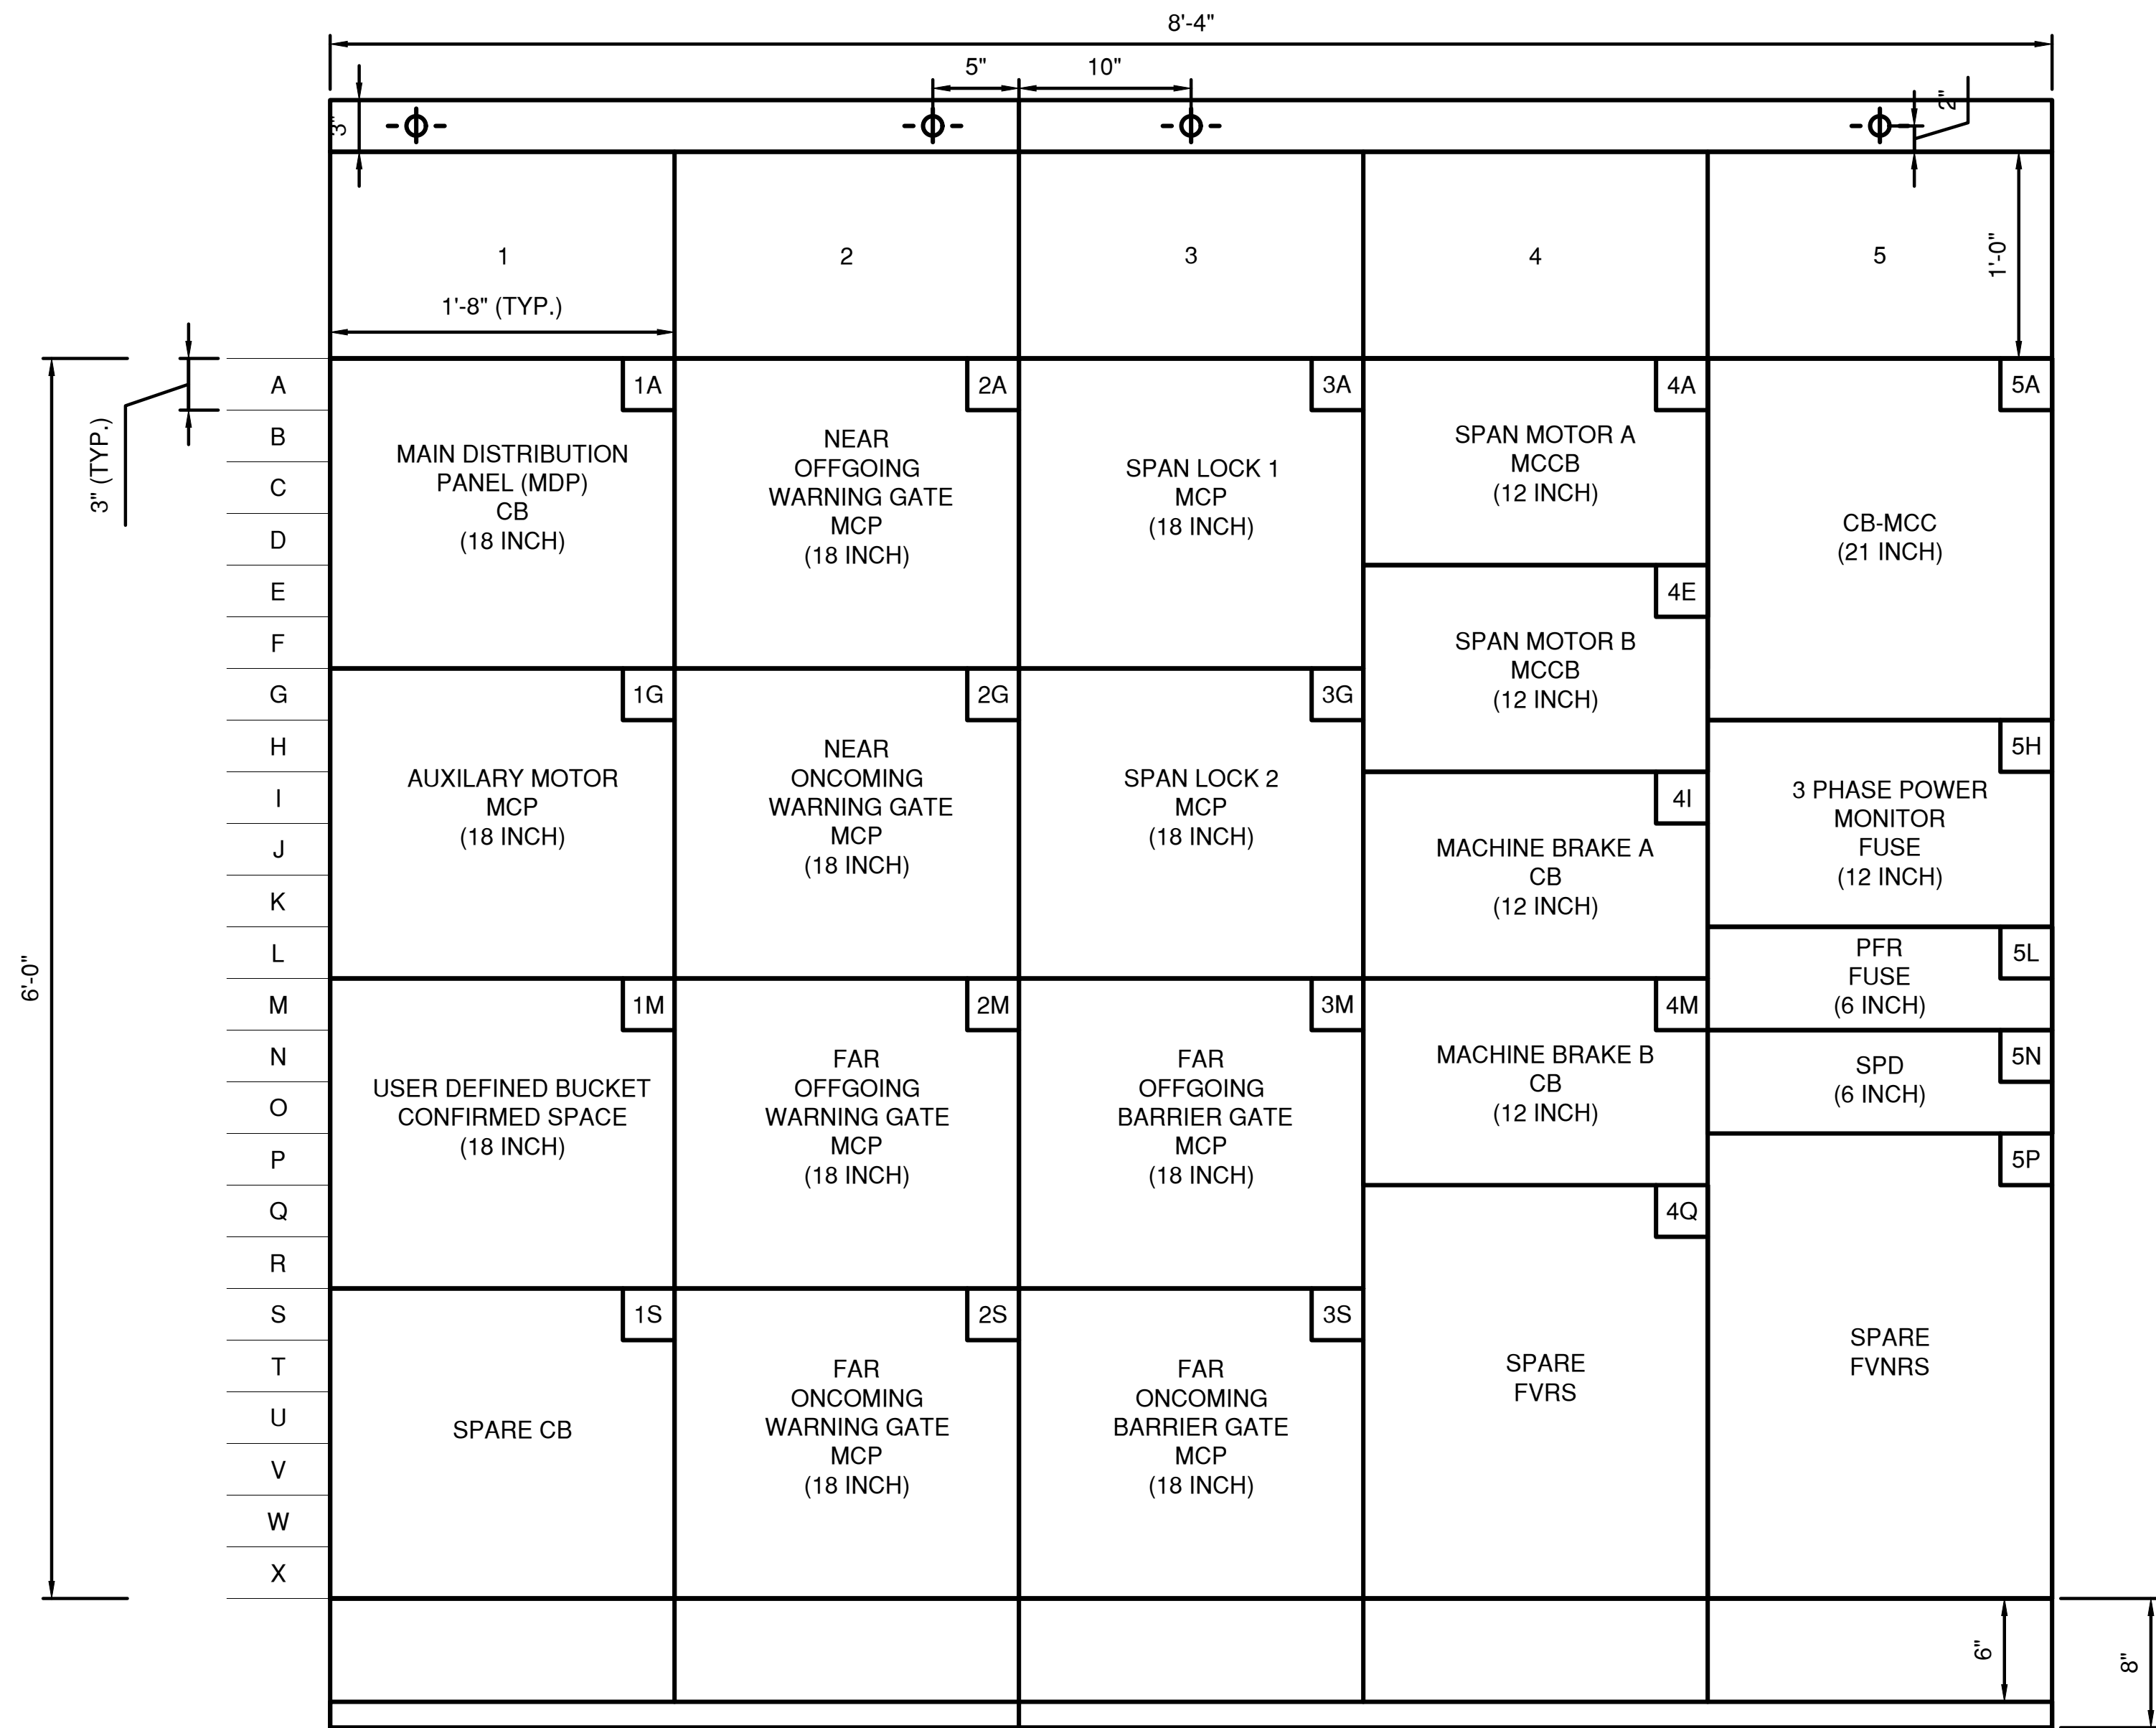 8'-4"
5"
10"
2"
3"
1
2
3
4
5
1'-0"
1'-8" (TYP.)
3" (TYP.)
6'-0"
A
B
C
D
E
F
G
H
I
J
K
L
M
N
O
P
Q
R
S
T
U
V
W
X
1A
MAIN DISTRIBUTION
PANEL (MDP)
CB
(18 INCH)
1G
AUXILARY MOTOR
MCP
(18 INCH)
1M
USER DEFINED BUCKET
CONFIRMED SPACE
(18 INCH)
1S
SPARE CB
2A
NEAR
OFFGOING
WARNING GATE
MCP
(18 INCH)
2G
NEAR
ONCOMING
WARNING GATE
MCP
(18 INCH)
2M
FAR
OFFGOING
WARNING GATE
MCP
(18 INCH)
2S
FAR
ONCOMING
WARNING GATE
MCP
(18 INCH)
3A
SPAN LOCK 1
MCP
(18 INCH)
3G
SPAN LOCK 2
MCP
(18 INCH)
3M
FAR
OFFGOING
BARRIER GATE
MCP
(18 INCH)
3S
FAR
ONCOMING
BARRIER GATE
MCP
(18 INCH)
4A
SPAN MOTOR A
MCCB
(12 INCH)
4E
SPAN MOTOR B
MCCB
(12 INCH)
4I
MACHINE BRAKE A
CB
(12 INCH)
4M
MACHINE BRAKE B
CB
(12 INCH)
4Q
SPARE
FVRS
5A
CB-MCC
(21 INCH)
5H
3 PHASE POWER
MONITOR
FUSE
(12 INCH)
5L
PFR
FUSE
(6 INCH)
5N
SPD
(6 INCH)
5P
SPARE
FVNRS
6"
8"